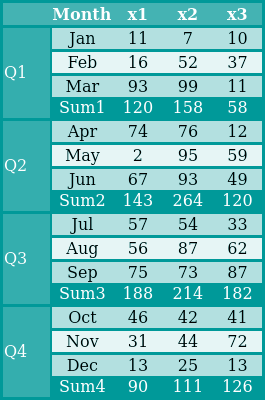 Month x1 x2 x3
Q1
Jan 11 7 10
Feb 16 52 37
Mar 93 99 11
Sum1 120 158 58
Q2
Apr 74 76 12
May 2 95 59
Jun 67 93 49
Sum2 143 264 120
Q3
Jul 57 54 33
Aug 56 87 62
Sep 75 73 87
Sum3 188 214 182
Q4
Oct 46 42 41
Nov 31 44 72
Dec 13 25 13
Sum4 90 111 126